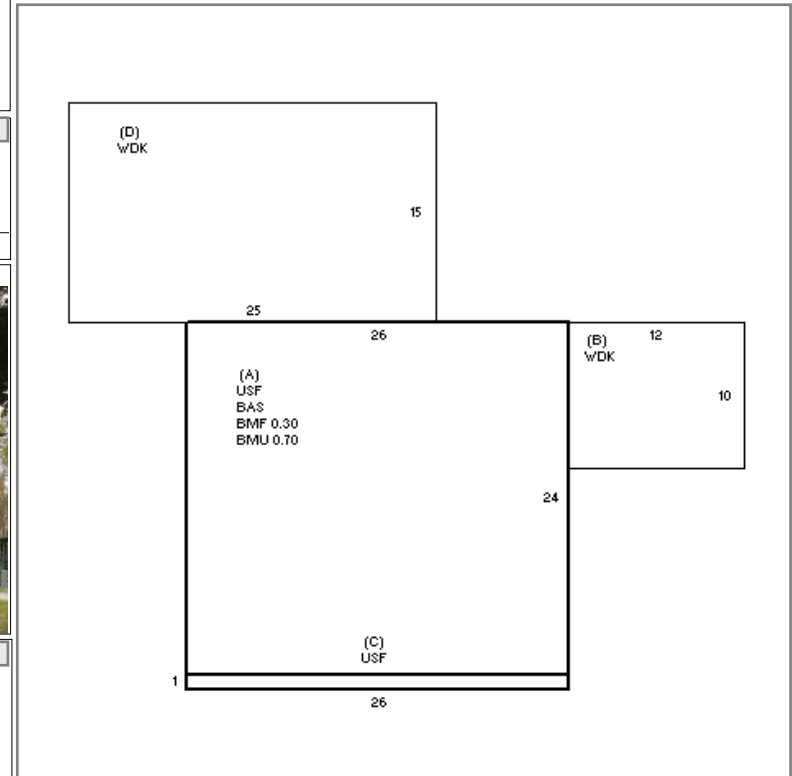 (D)
WDK
15
25
26
(B)
WDK
12
10
(A)
USF
BAS
BMF 0.30
BMU 0.70
24
(C)
USF
1
26